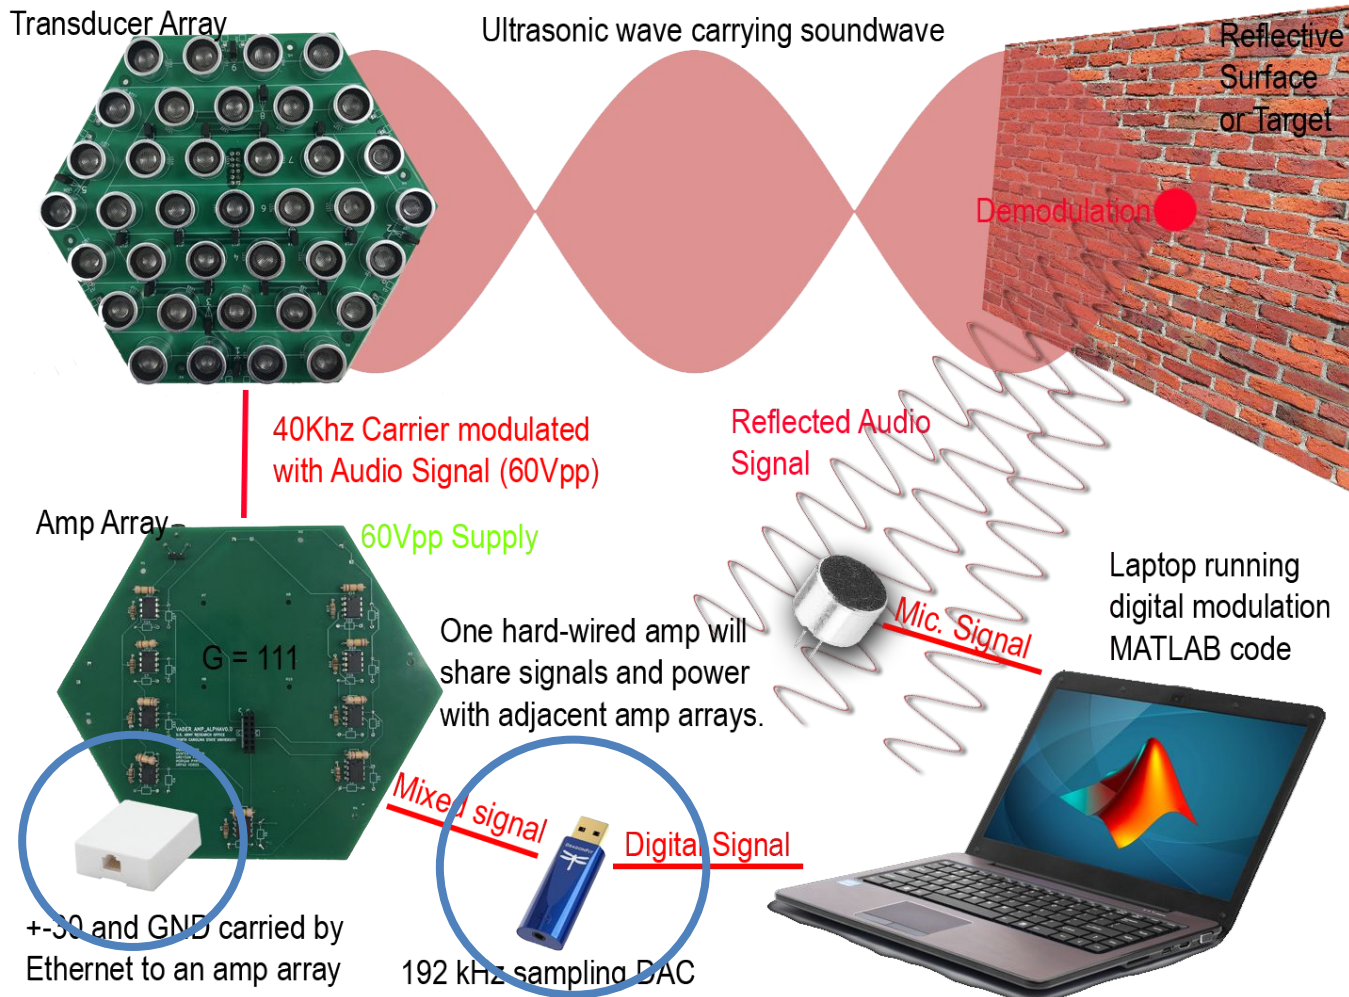 Transducer Array
Ultrasonic wave carrying soundwave
Reflective
Surface
or Target
Demodulation
40Khz Carrier modulated
with Audio Signal (60Vpp)
Reflected Audio
Signal
Amp Array
60Vpp Supply
G = 111
One hard-wired amp will
share signals and power
with adjacent amp arrays.
Mic. Signal
Laptop running
digital modulation
MATLAB code
VADER_AMP_ALPHAV0.0
Mixed signal
Digital Signal
+-30 and GND carried by
Ethernet to an amp array
192 kHz sampling DAC